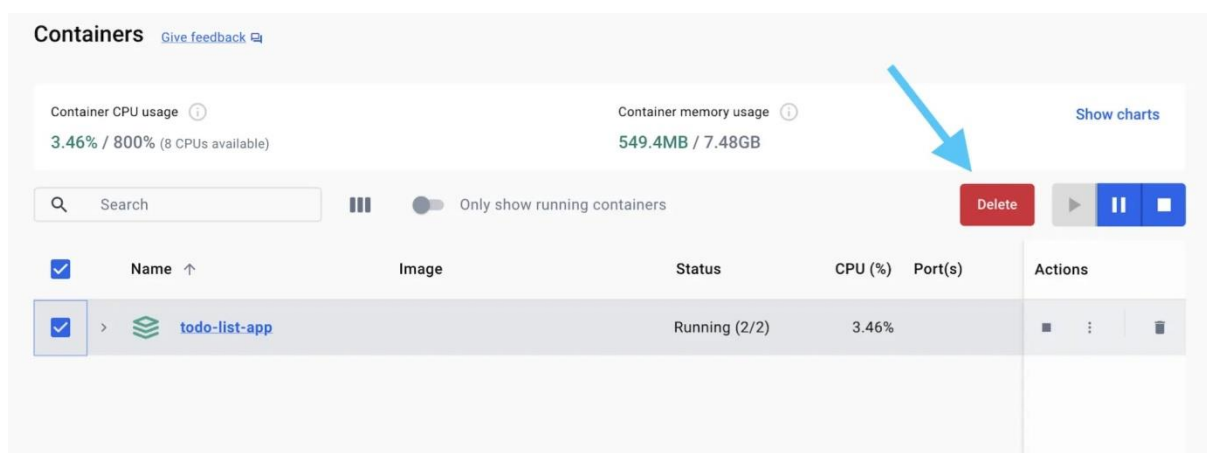 Containers Give feedback
Container CPU usage
3.46% / 800% (8 CPUs available)
Container memory usage
549.4MB / 7.48GB
Show charts
Search
Only show running containers
Delete
Name Image Status CPU (%) Port(s) Actions
todo-list-app Running (2/2) 3.46%